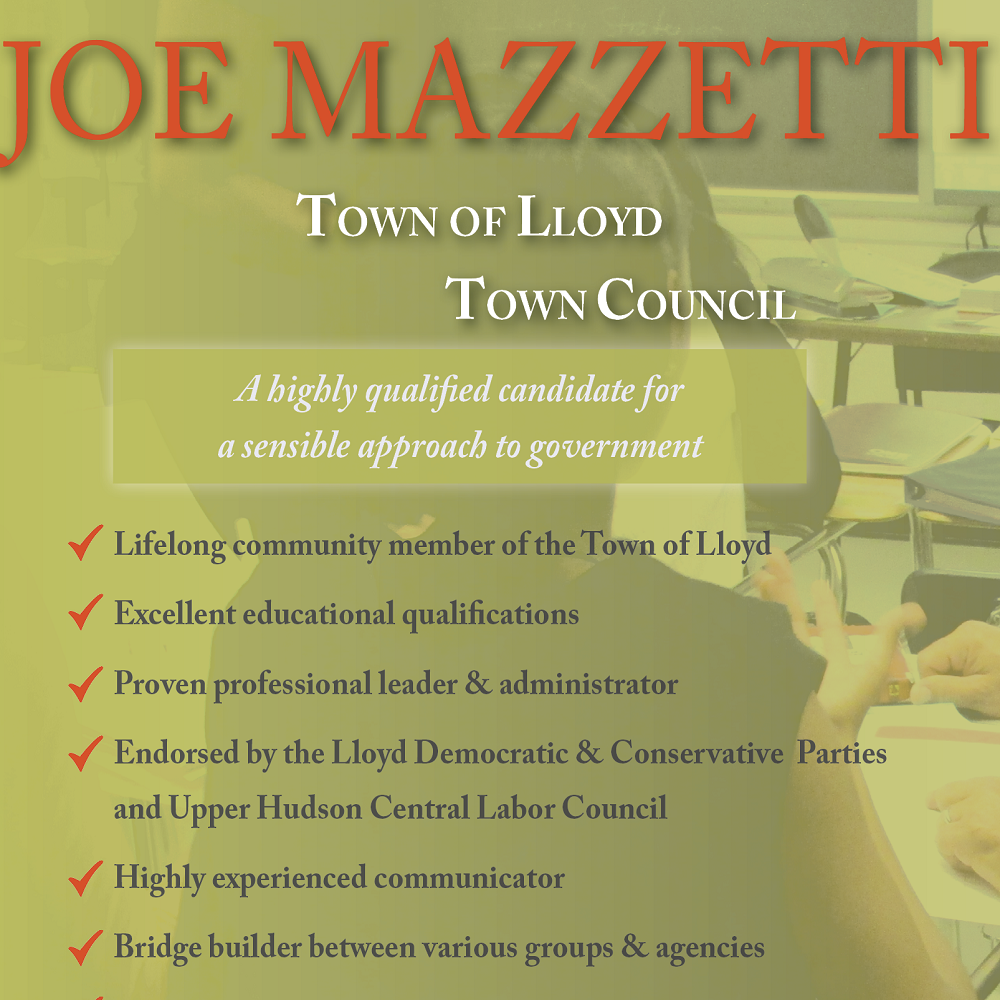 JOE MAZZETTI
TOWN OF LLOYD
TOWN COUNCIL
A highly qualified candidate for
a sensible approach to government
Lifelong community member of the Town of Lloyd
Excellent educational qualifications
Proven professional leader & administrator
Endorsed by the Lloyd Democratic & Conservative Parties
and Upper Hudson Central Labor Council
Highly experienced communicator
Bridge builder between various groups & agencies